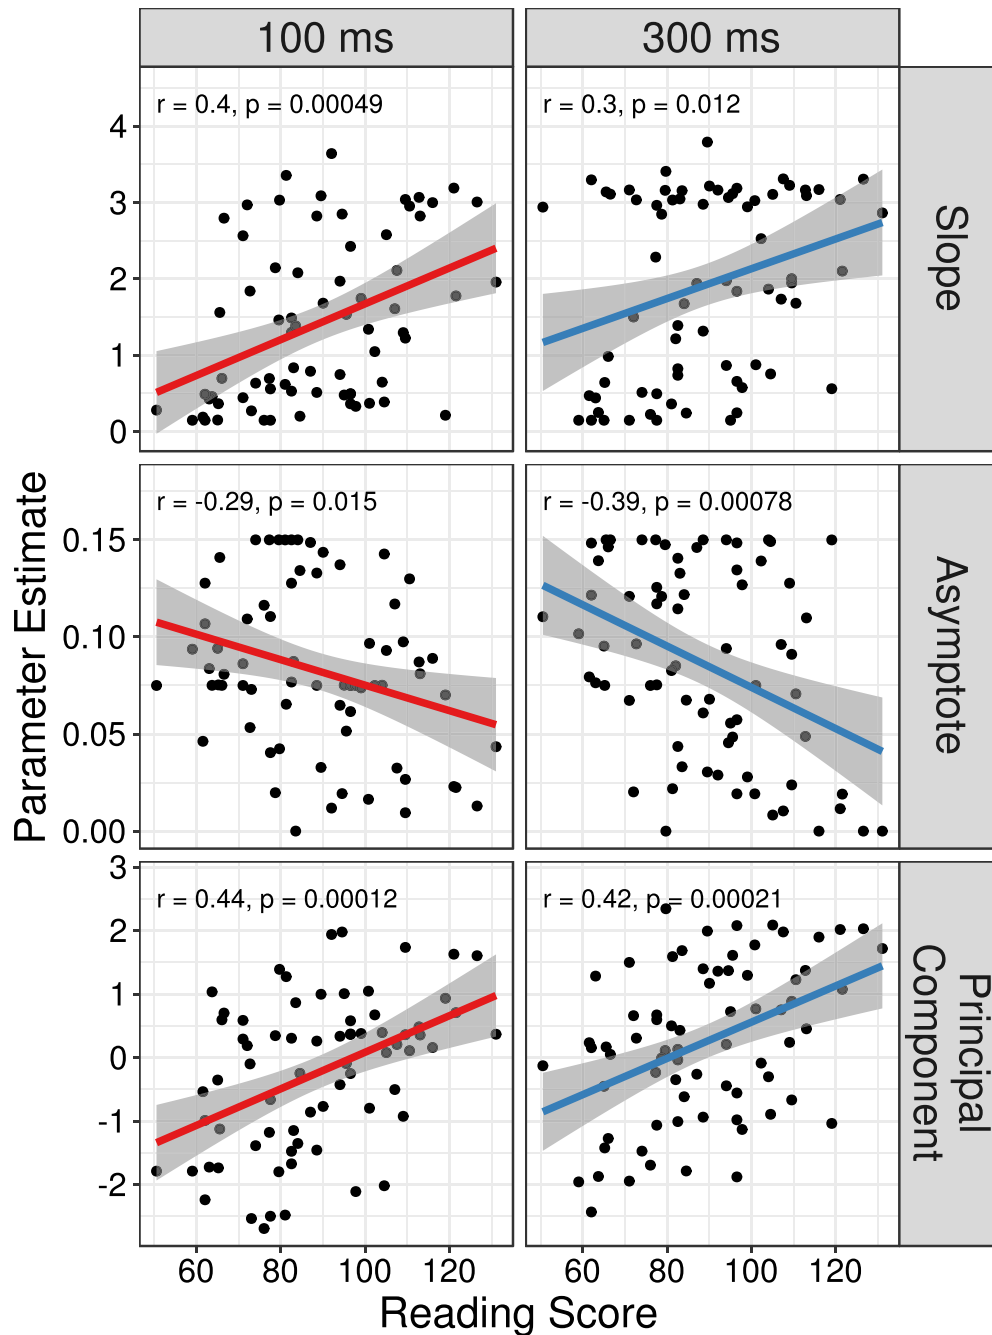 100 ms
300 ms
r = 0.4, p = 0.00049
r = 0.3, p = 0.012
4
3
2
1
0
Slope
r = -0.29, p = 0.015
r = -0.39, p = 0.00078
0.15
0.10
0.05
0.00
Asymptote
Parameter Estimate
r = 0.44, p = 0.00012
r = 0.42, p = 0.00021
3
2
1
0
-1
-2
Principal
Component
60 80 100 120
60 80 100 120
Reading Score